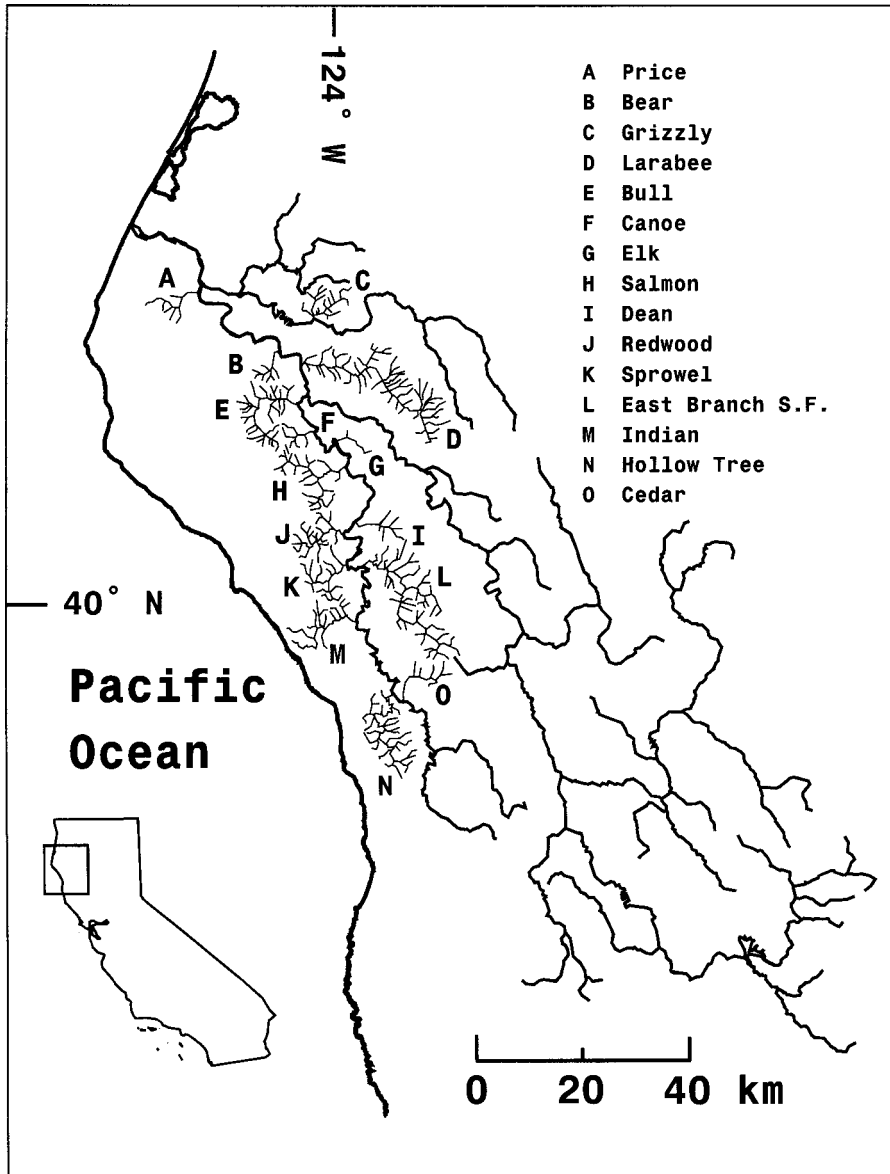 124° W
A Price
B Bear
C Grizzly
D Larabee
E Bull
F Canoe
G Elk
H Salmon
I Dean
J Redwood
K Sprowel
L East Branch S.F.
M Indian
N Hollow Tree
O Cedar
A
C
B
E
F
D
G
H
J
I
K
L
40° N
M
O
N
Pacific
Ocean
0 20 40 km